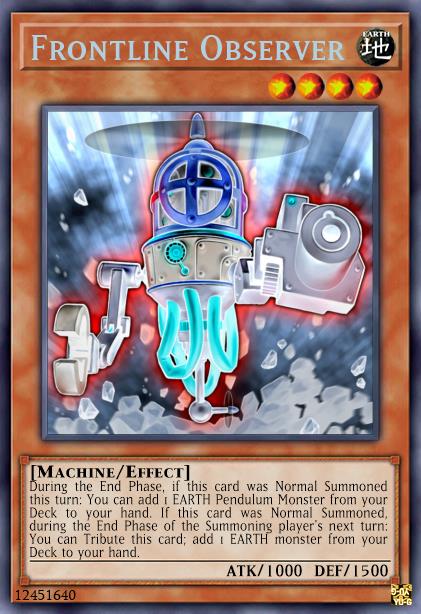 Frontline Observer
EARTH
地
[Machine/Effect]
During the End Phase, if this card was Normal Summoned
this turn: You can add 1 EARTH Pendulum Monster from your
Deck to your hand. If this card was Normal Summoned,
during the End Phase of the Summoning player's next turn:
You can Tribute this card; add 1 EARTH monster from your
Deck to your hand.
ATK/1000 DEF/1500
12451640